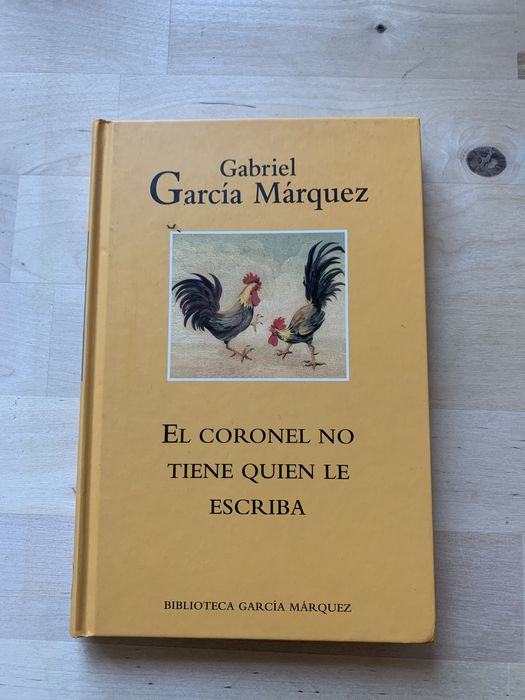 Gabriel
García Márquez
EL CORONEL NO
TIENE QUIEN LE
ESCRIBA
BIBLIOTECA GARCÍA MÁRQUEZ